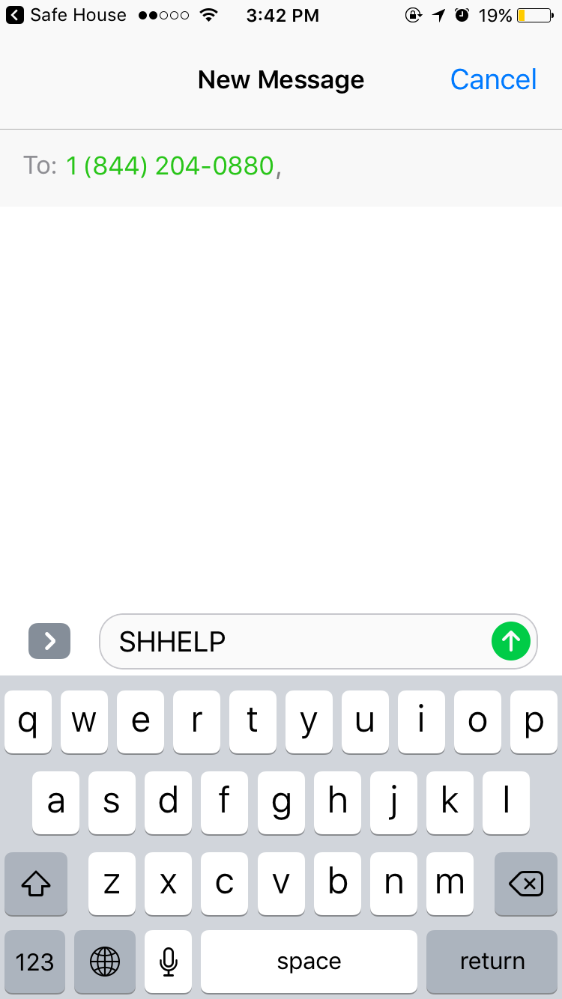 Safe House 3:42 PM 19%
New Message Cancel
To: 1 (844) 204-0880,
SHHELP
q w e r t y u i o p
a s d f g h j k l
z x c v b n m
123 space return